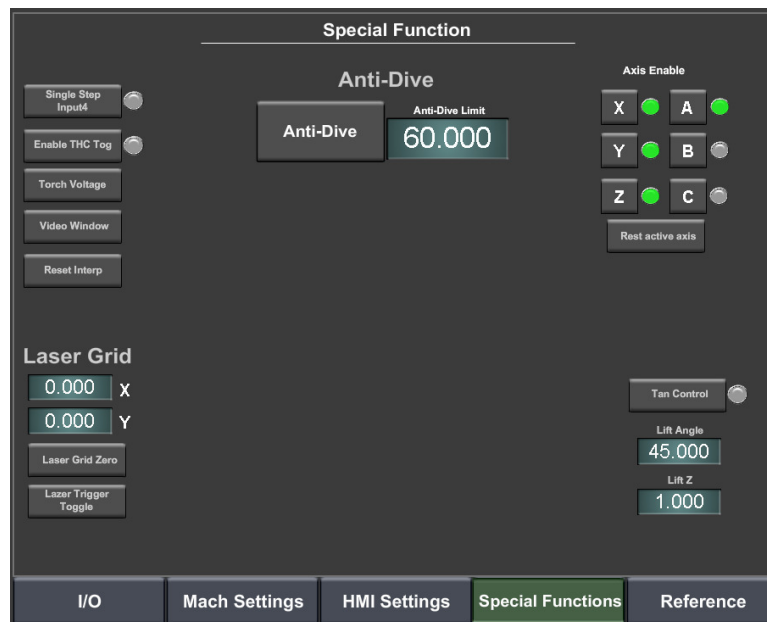 Special Function
Anti-Dive
Axis Enable
Single Step
Input4
Anti-Dive
Anti-Dive Limit
60.000
X
A
Enable THC Tog
Y
B
Torch Voltage
Z
C
Video Window
Rest active axis
Reset Interp
Laser Grid
0.000 X
0.000 Y
Laser Grid Zero
Lazer Trigger
Toggle
Tan Control
Lift Angle
45.000
Lift Z
1.000
I/O
Mach Settings
HMI Settings
Special Functions
Reference